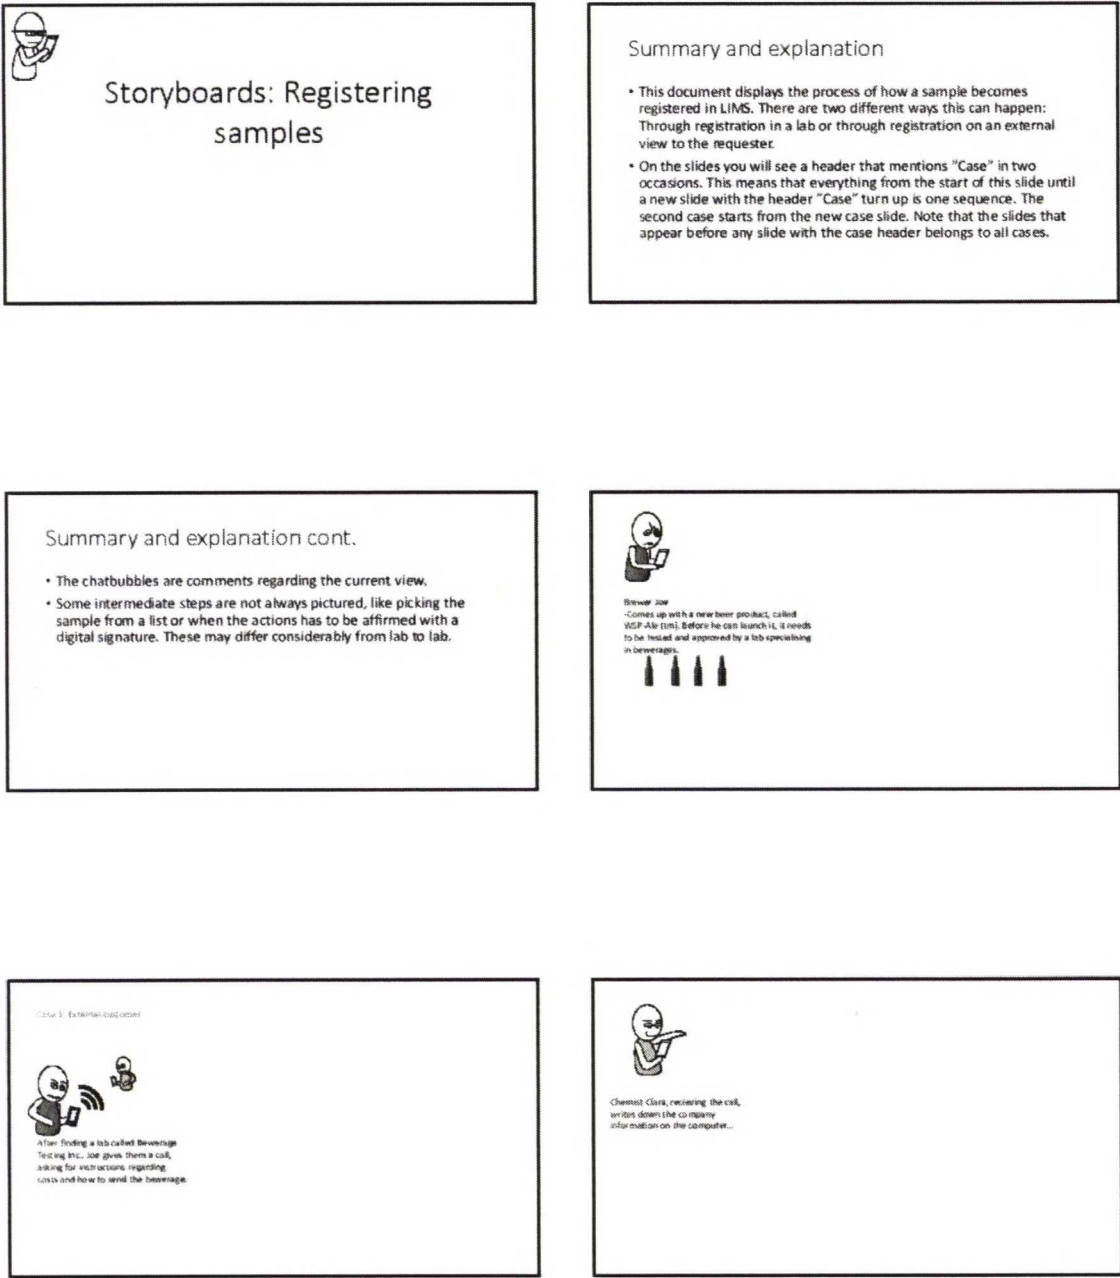 Storyboards: Registering
samples
Summary and explanation
• This document displays the process of how a sample becomes
registered in LIMS. There are two different ways this can happen:
Through registration in a lab or through registration on an external
view to the requester.
• On the slides you will see a header that mentions "Case" in two
occasions. This means that everything from the start of this slide until
a new slide with the header "Case" turn up is one sequence. The
second case starts from the new case slide. Note that the slides that
appear before any slide with the case header belongs to all cases.
Summary and explanation cont.
• The chatbubbles are comments regarding the current view.
• Some intermediate steps are not always pictured, like picking the
sample from a list or when the actions has to be affirmed with a
digital signature. These may differ considerably from lab to lab.
Brewer Joe
-Comes up with a new beer product, called
WSP-Ale (tm). Before he can launch it, it needs
to be tested and approved by a lab specialising
in bewerages.
Case 1: External customer
After finding a lab called Bewerage
Testing Inc., Joe gives them a call,
asking for instructions regarding
costs and how to send the bewerage.
Chemist Clara, recieving the call,
writes down the company
information on the computer...